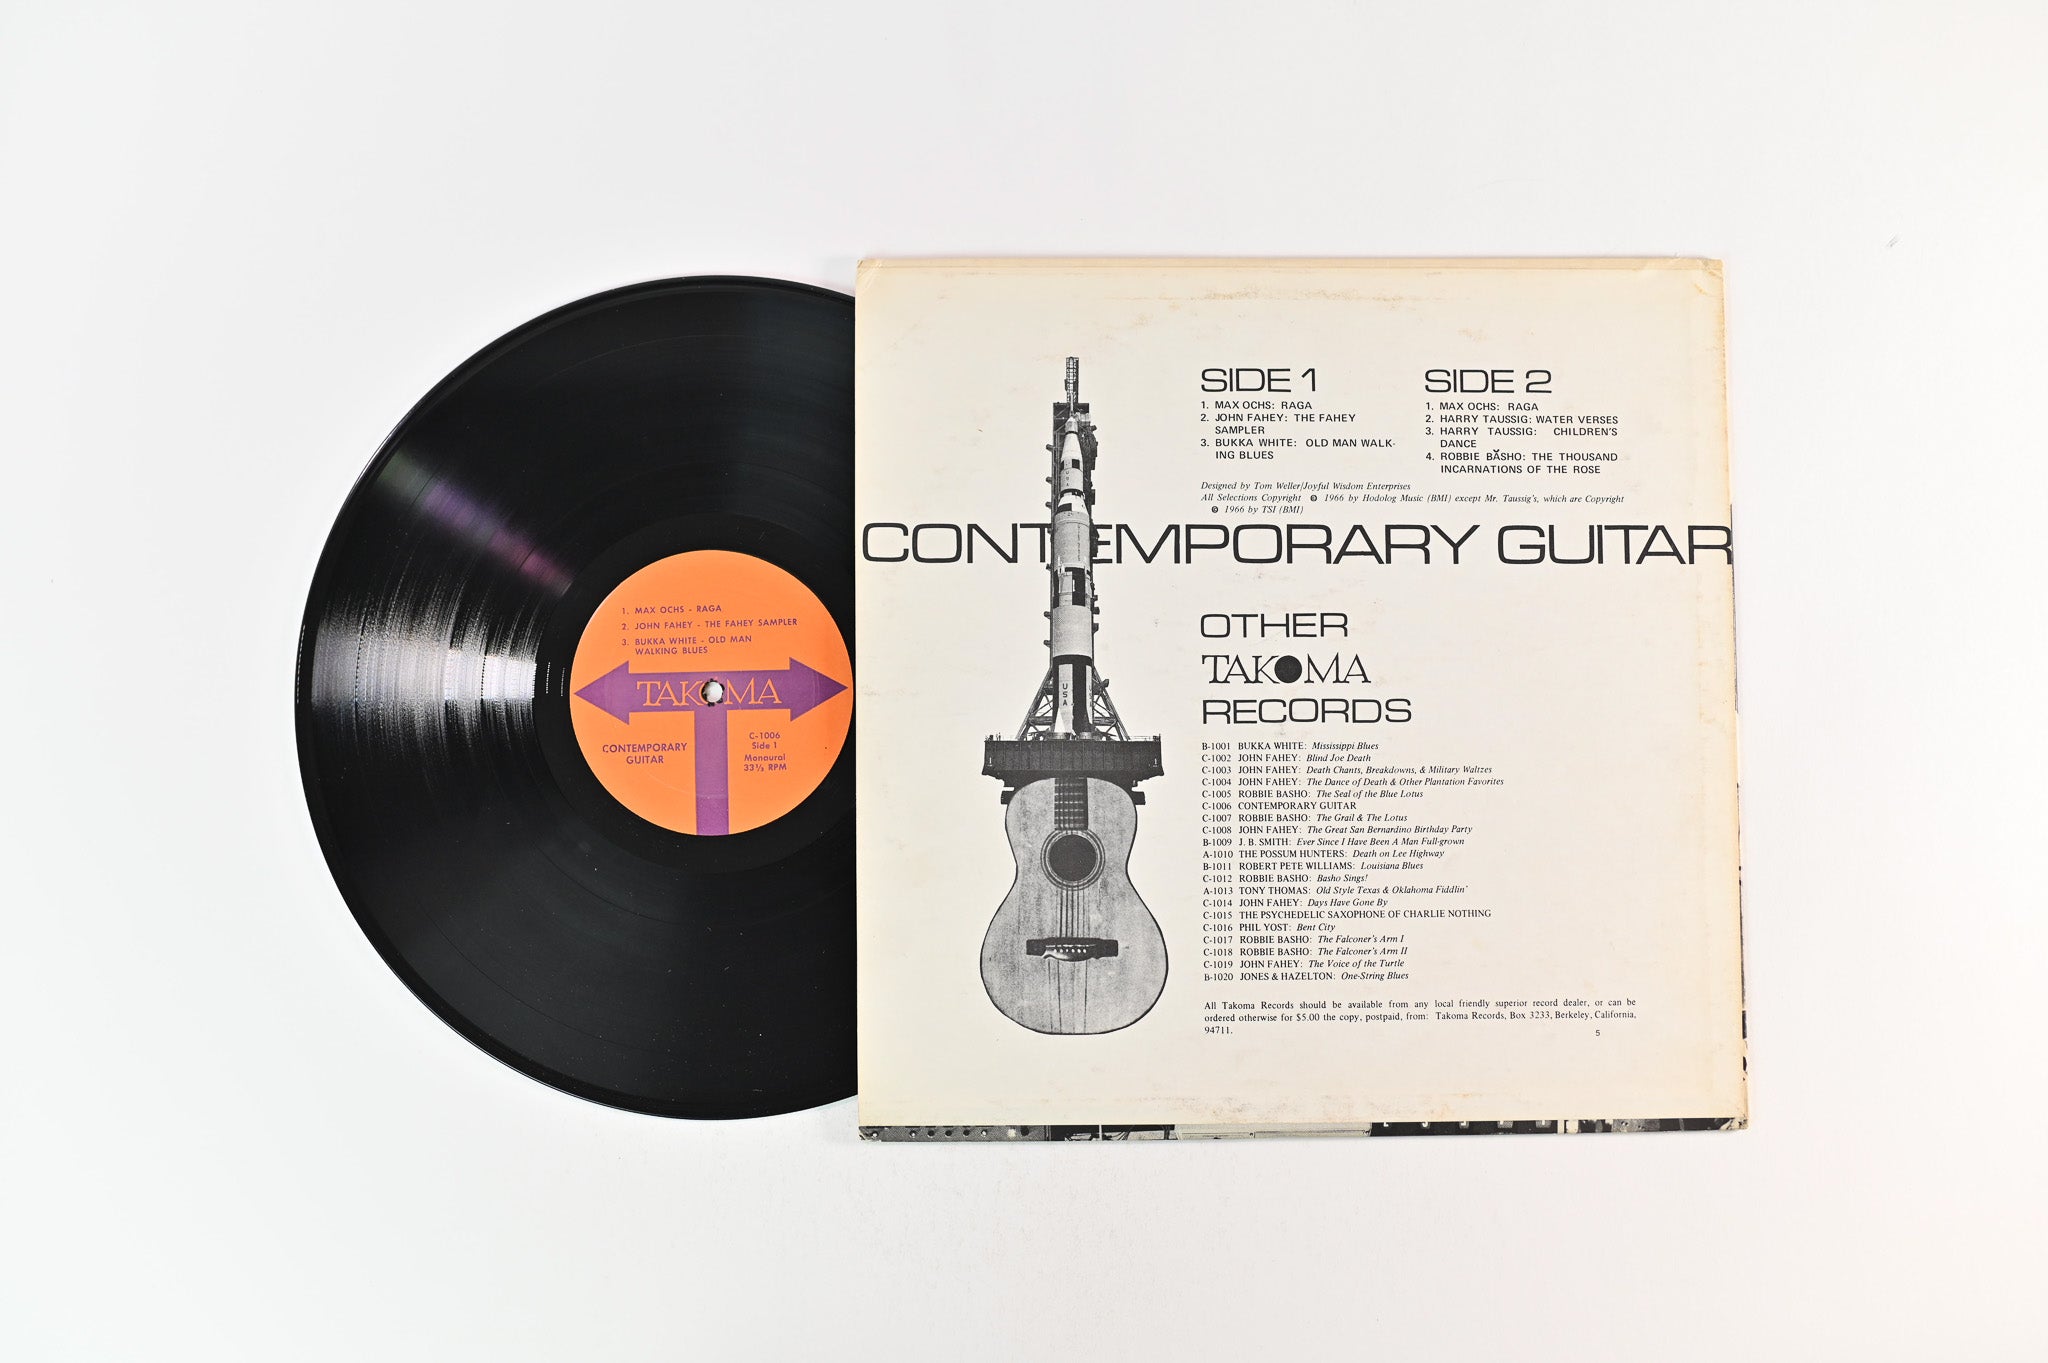 1. MAX OCHS - RAGA
2. JOHN FAHEY - THE FAHEY SAMPLER
3. BUKKA WHITE - OLD MAN
WALKING BLUES
TAKOMA
CONTEMPORARY
GUITAR
C-1006
Side 1
Monaural
33⅓ RPM
SIDE 1
1. MAX OCHS: RAGA
2. JOHN FAHEY: THE FAHEY
SAMPLER
3. BUKKA WHITE: OLD MAN WALK-
ING BLUES
SIDE 2
1. MAX OCHS: RAGA
2. HARRY TAUSSIG: WATER VERSES
3. HARRY TAUSSIG: CHILDREN'S
DANCE
4. ROBBIE BǍSHO: THE THOUSAND
INCARNATIONS OF THE ROSE
Designed by Tom Weller/Joyful Wisdom Enterprises
All Selections Copyright © 1966 by Hodolog Music (BMI) except Mr. Taussig's, which are Copyright
© 1966 by TSI (BMI)
CONTEMPORARY GUITAR
USA
OTHER
TAKOMA
RECORDS
B-1001 BUKKA WHITE: Mississippi Blues
C-1002 JOHN FAHEY: Blind Joe Death
C-1003 JOHN FAHEY: Death Chants, Breakdowns, & Military Waltzes
C-1004 JOHN FAHEY: The Dance of Death & Other Plantation Favorites
C-1005 ROBBIE BASHO: The Seal of the Blue Lotus
C-1006 CONTEMPORARY GUITAR
C-1007 ROBBIE BASHO: The Grail & The Lotus
C-1008 JOHN FAHEY: The Great San Bernardino Birthday Party
B-1009 J. B. SMITH: Ever Since I Have Been A Man Full-grown
A-1010 THE POSSUM HUNTERS: Death on Lee Highway
B-1011 ROBERT PETE WILLIAMS: Louisiana Blues
C-1012 ROBBIE BASHO: Basho Sings!
A-1013 TONY THOMAS: Old Style Texas & Oklahoma Fiddlin'
C-1014 JOHN FAHEY: Days Have Gone By
C-1015 THE PSYCHEDELIC SAXOPHONE OF CHARLIE NOTHING
C-1016 PHIL YOST: Bent City
C-1017 ROBBIE BASHO: The Falconer's Arm I
C-1018 ROBBIE BASHO: The Falconer's Arm II
C-1019 JOHN FAHEY: The Voice of the Turtle
B-1020 JONES & HAZELTON: One-String Blues
All Takoma Records should be available from any local friendly superior record dealer, or can be
ordered otherwise for $5.00 the copy, postpaid, from: Takoma Records, Box 3233, Berkeley, California,
94711.
5